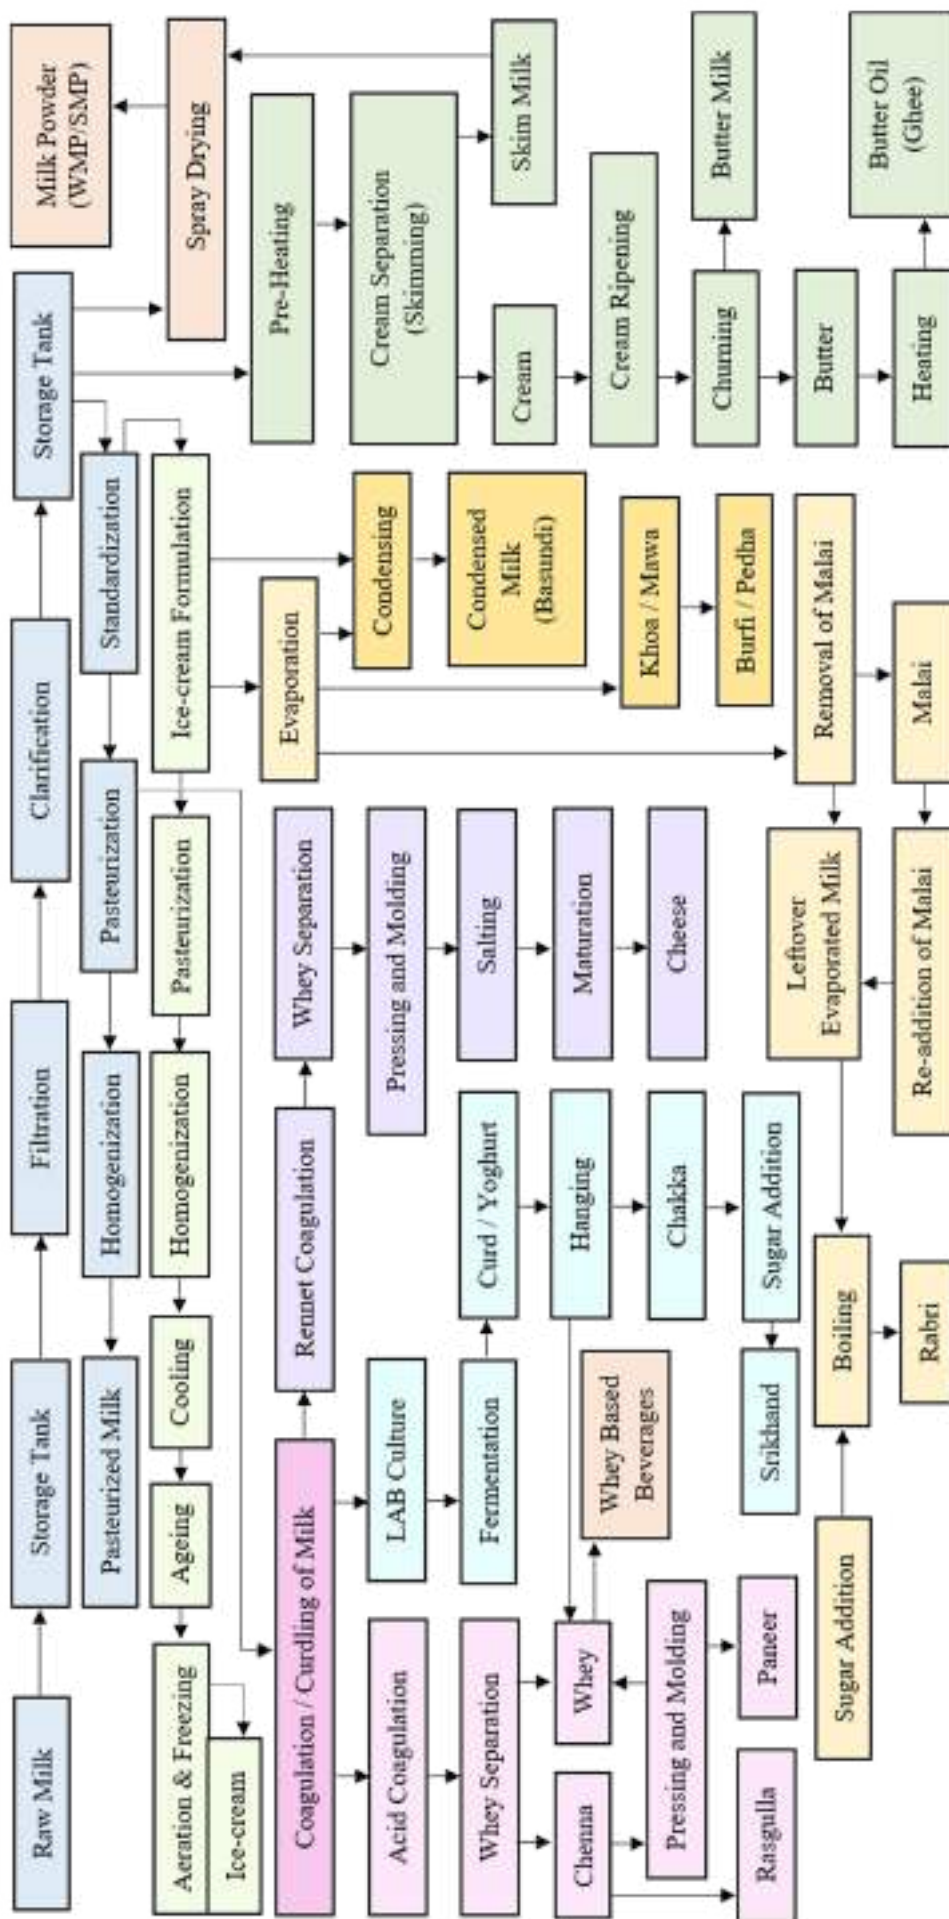 Raw Milk
Storage Tank
Filtration
Clarification
Storage Tank
Milk Powder
(WMP/SMP)
Pasteurized Milk
Homogenization
Pasteurization
Standardization
Spray Drying
Aeration & Freezing
Ageing
Cooling
Homogenization
Pasteurization
Ice-cream Formulation
Ice-cream
Pre-Heating
Evaporation
Coagulation / Curdling of Milk
Rennet Coagulation
Whey Separation
Condensing
Cream Separation
(Skimming)
Acid Coagulation
LAB Culture
Pressing and Molding
Condensed
Milk
(Basundi)
Whey Separation
Fermentation
Curd / Yoghurt
Salting
Cream
Skim Milk
Chenna
Whey
Whey Based
Beverages
Hanging
Maturation
Khoa / Mawa
Cream Ripening
Pressing and Molding
Chakka
Cheese
Burfi / Pedha
Churning
Butter Milk
Rasgulla
Paneer
Srikhand
Sugar Addition
Leftover
Evaporated Milk
Removal of Malai
Butter
Sugar Addition
Boiling
Rabri
Re-addition of Malai
Malai
Heating
Butter Oil
(Ghee)